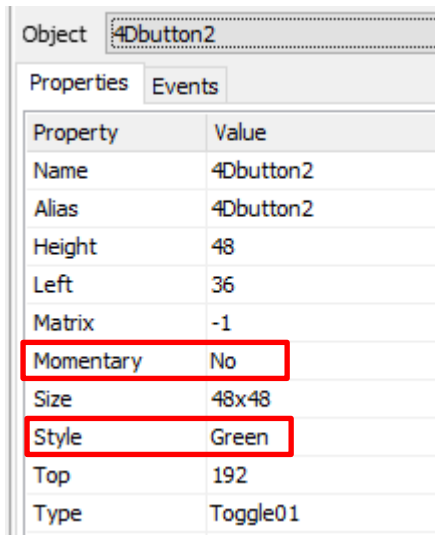 Object 4Dbutton2
Properties Events
Property Value
Name 4Dbutton2
Alias 4Dbutton2
Height 48
Left 36
Matrix -1
Momentary No
Size 48x48
Style Green
Top 192
Type Toggle01